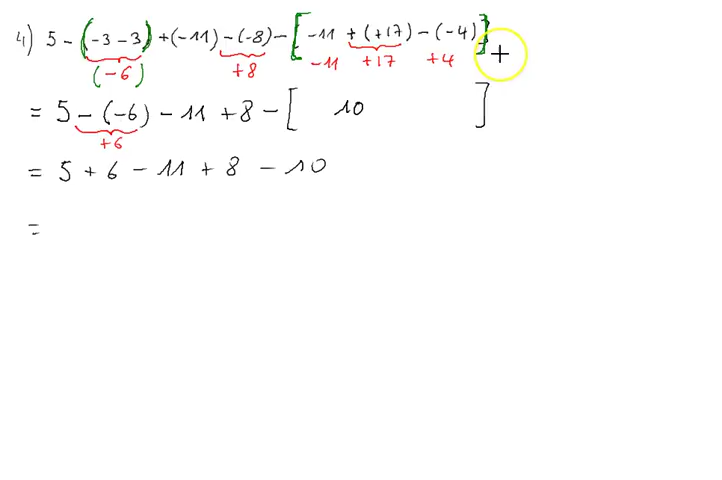 4) 5 - (-3 - 3) + (-11) - (-8) - [-11 + (+17) - (-4)]
(-6) +8 -11 +17 +4
= 5 - (-6) - 11 + 8 - [ 10 ]
+6
= 5 + 6 - 11 + 8 - 10
=